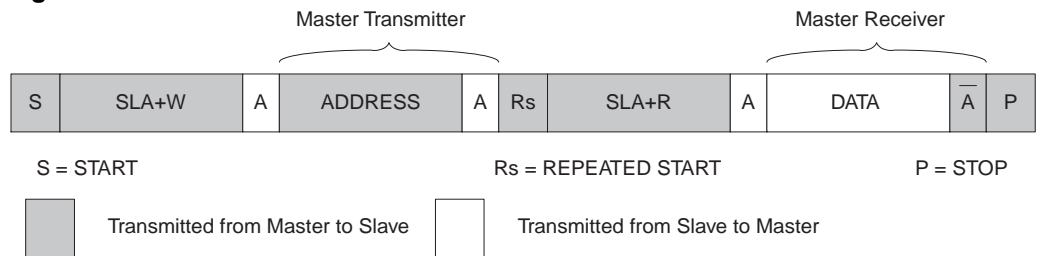 Master Transmitter Master Receiver
S SLA+W A ADDRESS A Rs SLA+R A DATA A̅ P
S = START Rs = REPEATED START P = STOP
Transmitted from Master to Slave Transmitted from Slave to Master